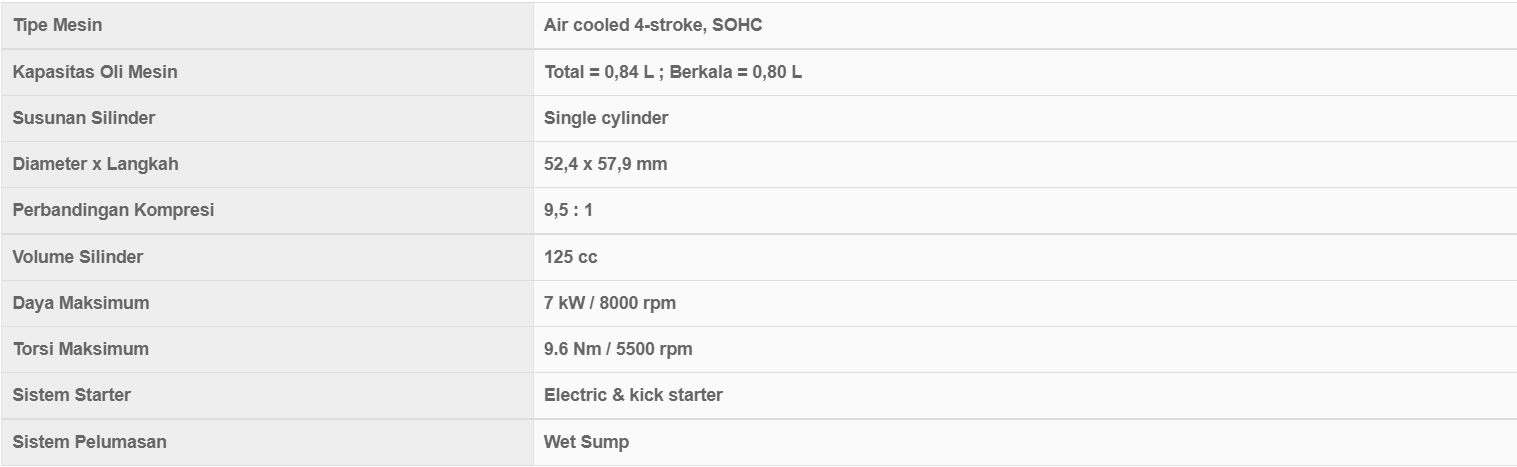 Tipe Mesin Air cooled 4-stroke, SOHC
Kapasitas Oli Mesin Total = 0,84 L ; Berkala = 0,80 L
Susunan Silinder Single cylinder
Diameter x Langkah 52,4 x 57,9 mm
Perbandingan Kompresi 9,5 : 1
Volume Silinder 125 cc
Daya Maksimum 7 kW / 8000 rpm
Torsi Maksimum 9.6 Nm / 5500 rpm
Sistem Starter Electric & kick starter
Sistem Pelumasan Wet Sump